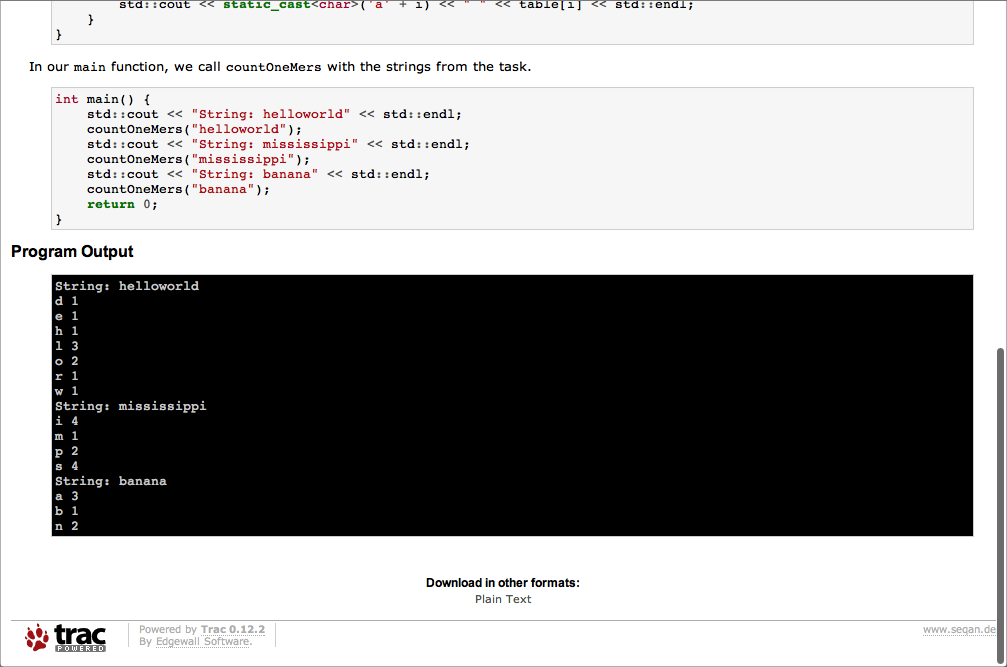 std::cout << static_cast<char>('a' + i) << " " << table[i] << std::endl;
}
}
In our main function, we call countOneMers with the strings from the task.
int main() {
std::cout << "String: helloworld" << std::endl;
countOneMers("helloworld");
std::cout << "String: mississippi" << std::endl;
countOneMers("mississippi");
std::cout << "String: banana" << std::endl;
countOneMers("banana");
return 0;
}
Program Output
String: helloworld
d 1
e 1
h 1
l 3
o 2
r 1
w 1
String: mississippi
i 4
m 1
p 2
s 4
String: banana
a 3
b 1
n 2
Download in other formats:
Plain Text
trac
POWERED
Powered by Trac 0.12.2
By Edgewall Software.
www.seqan.de